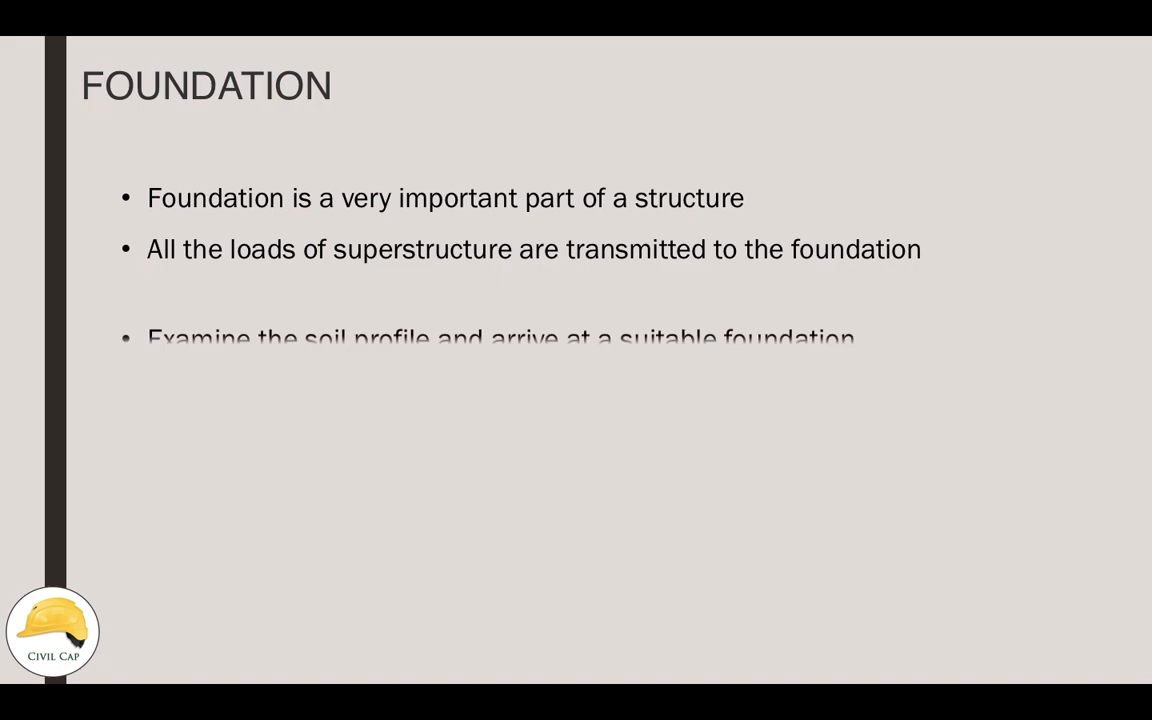 FOUNDATION
• Foundation is a very important part of a structure
• All the loads of superstructure are transmitted to the foundation
• Examine the soil profile and arrive at a suitable foundation
CIVIL CAP